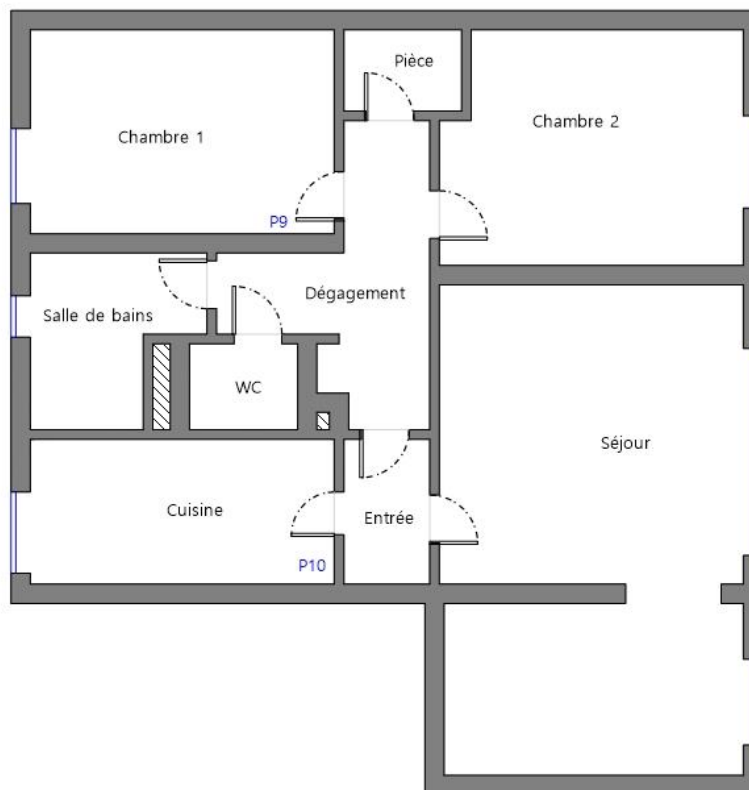 Pièce
Chambre 1
Chambre 2
P9
Dégagement
Salle de bains
WC
Séjour
Cuisine
Entrée
P10